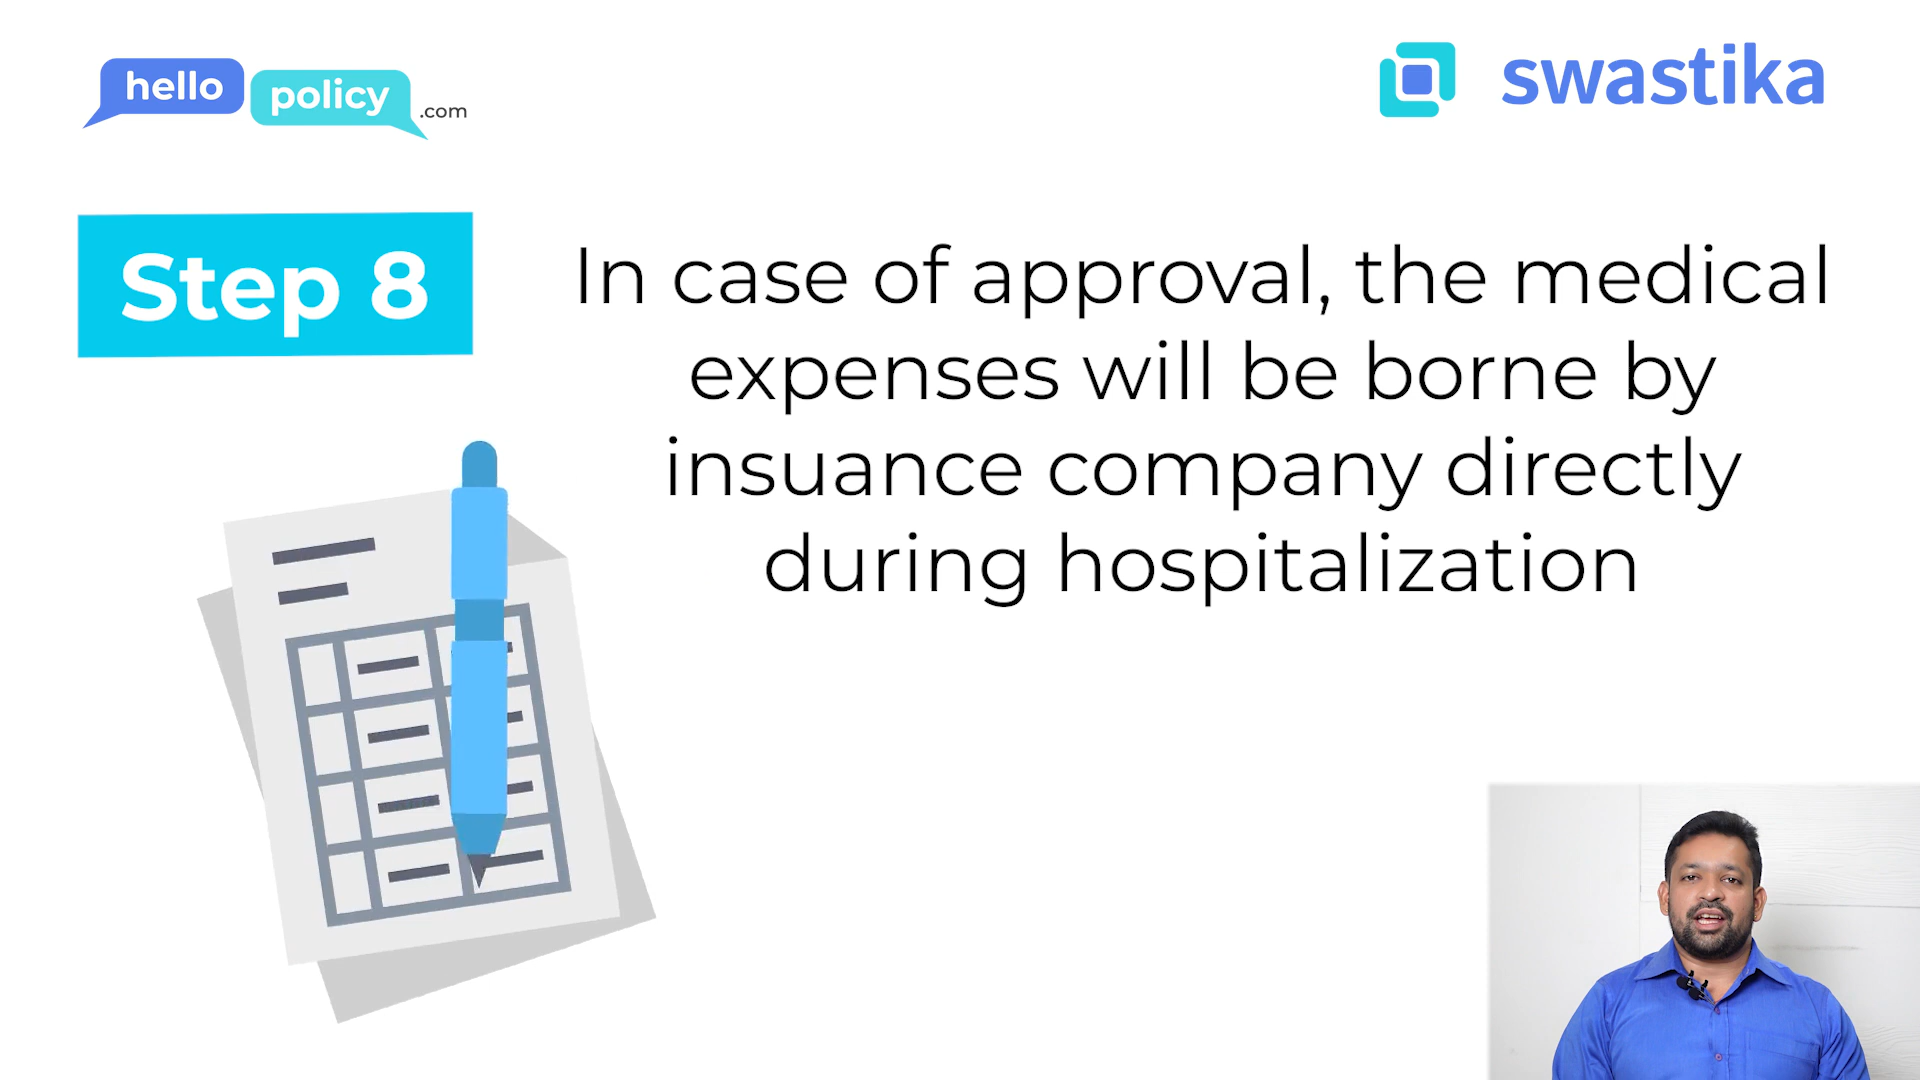 hello policy .com
swastika
Step 8
In case of approval, the medical
expenses will be borne by
insuance company directly
during hospitalization